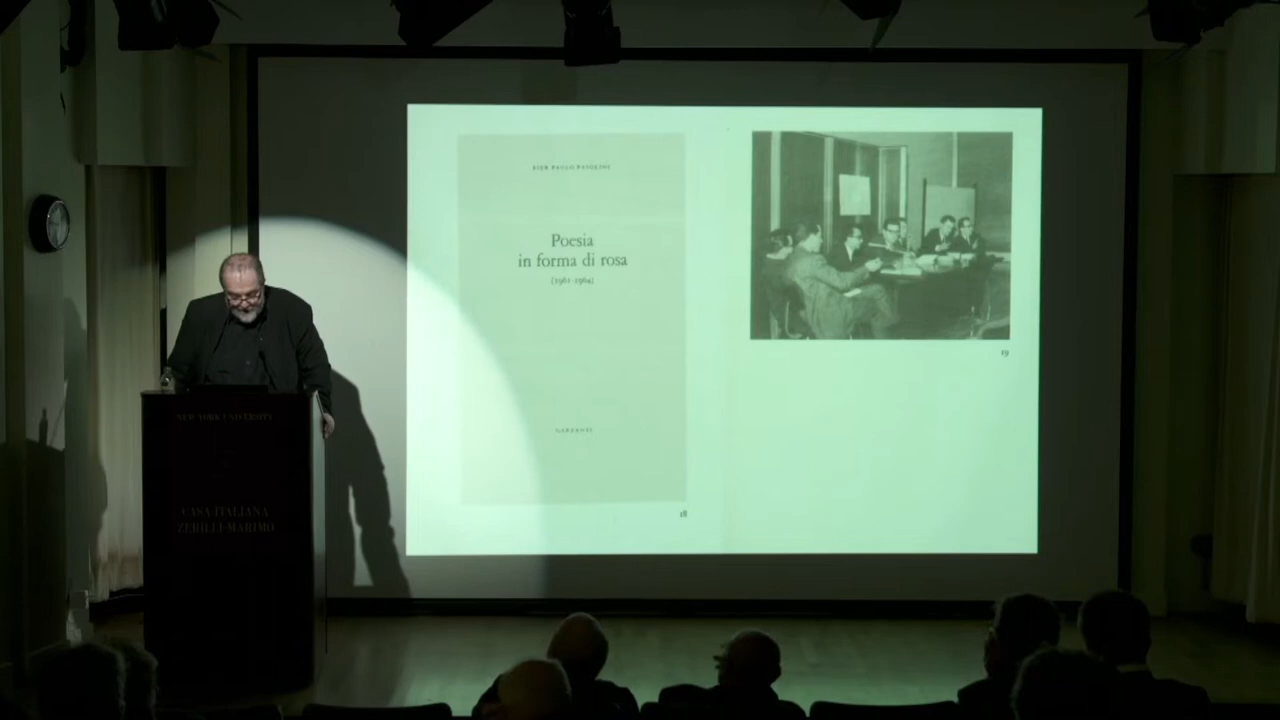 PIER PAOLO PASOLINI
Poesia
in forma di rosa
(1961-1964)
GARZANTI
18
19
NEW YORK UNIVERSITY
CASA ITALIANA
ZERILLI-MARIMÒ